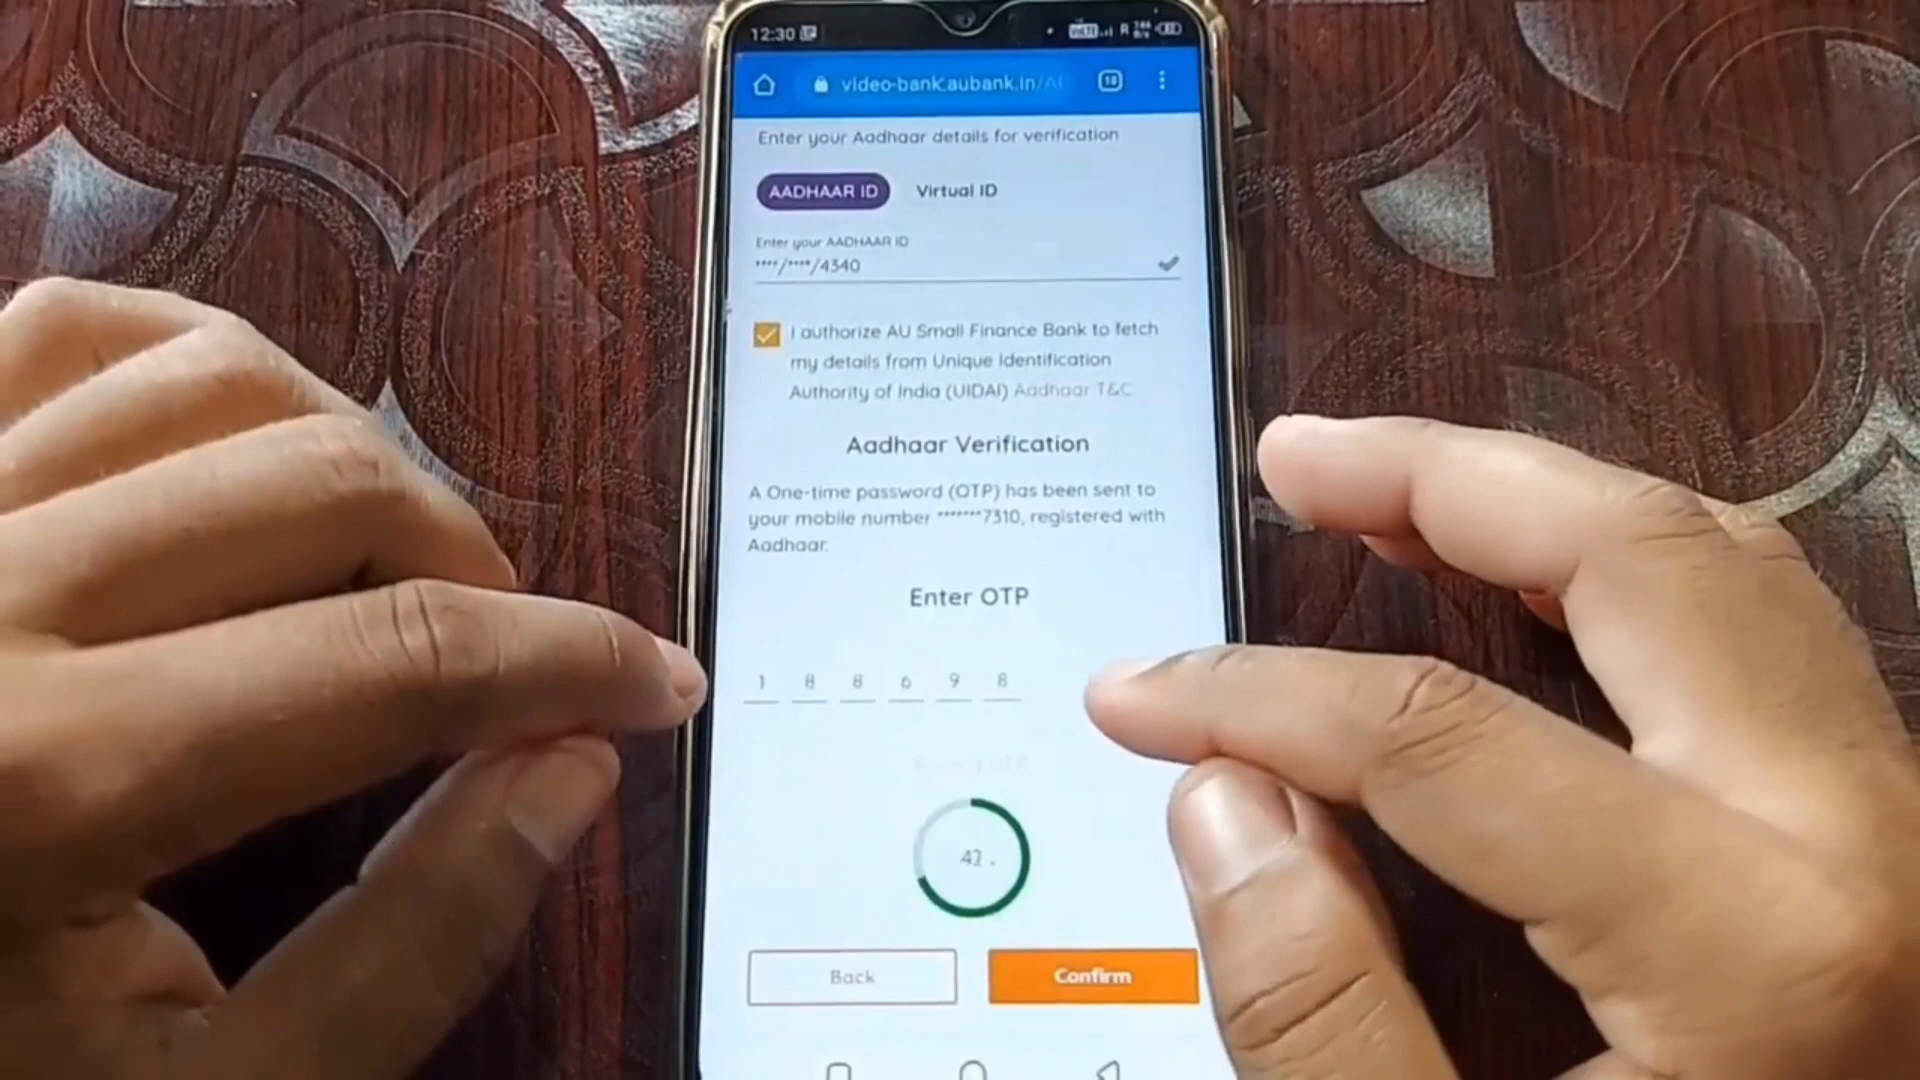 12:30
video-bank.aubank.in/A
18
Enter your Aadhaar details for verification
AADHAAR ID
Virtual ID
Enter your AADHAAR ID
****/****/4340
I authorize AU Small Finance Bank to fetch
my details from Unique Identification
Authority of India (UIDAI) Aadhaar T&C
Aadhaar Verification
A One-time password (OTP) has been sent to
your mobile number *******7310, registered with
Aadhaar.
Enter OTP
1 8 8 6 9 8
Back
Confirm